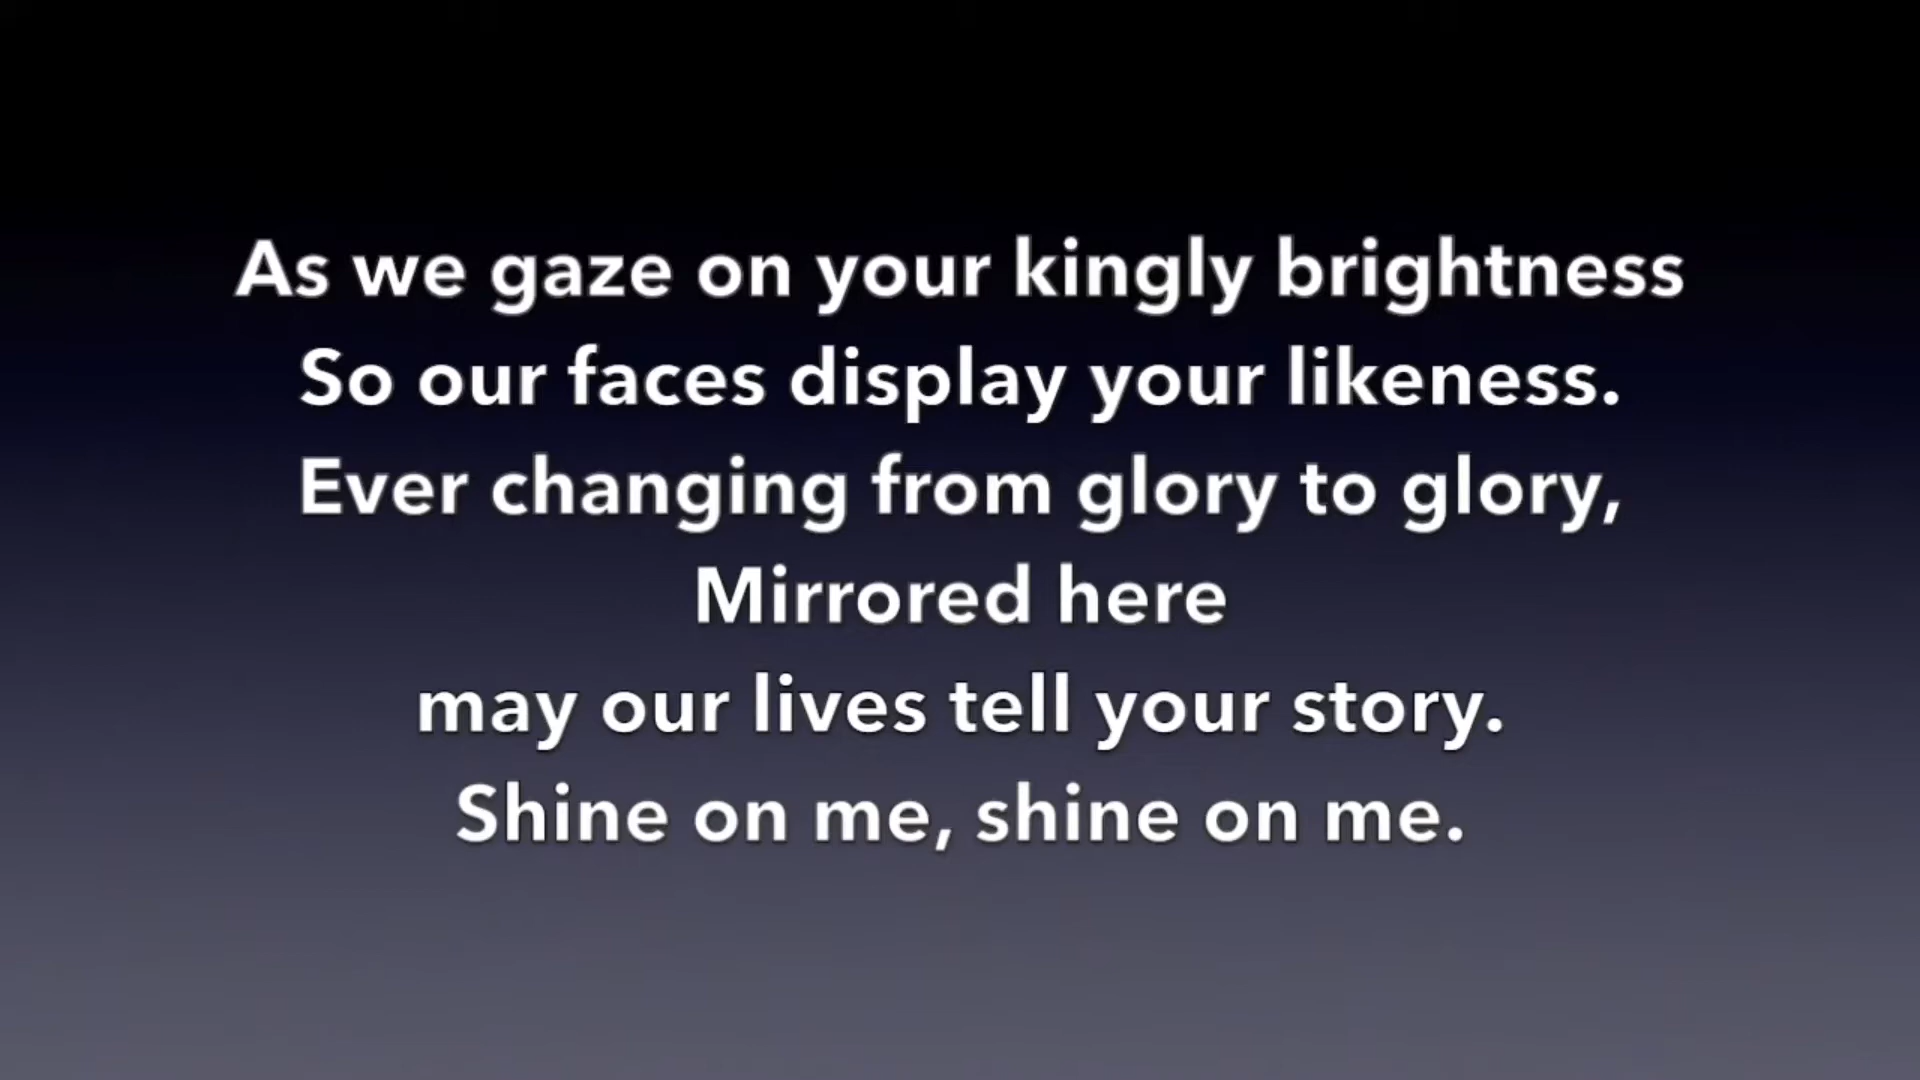 As we gaze on your kingly brightness
So our faces display your likeness.
Ever changing from glory to glory,
Mirrored here
may our lives tell your story.
Shine on me, shine on me.